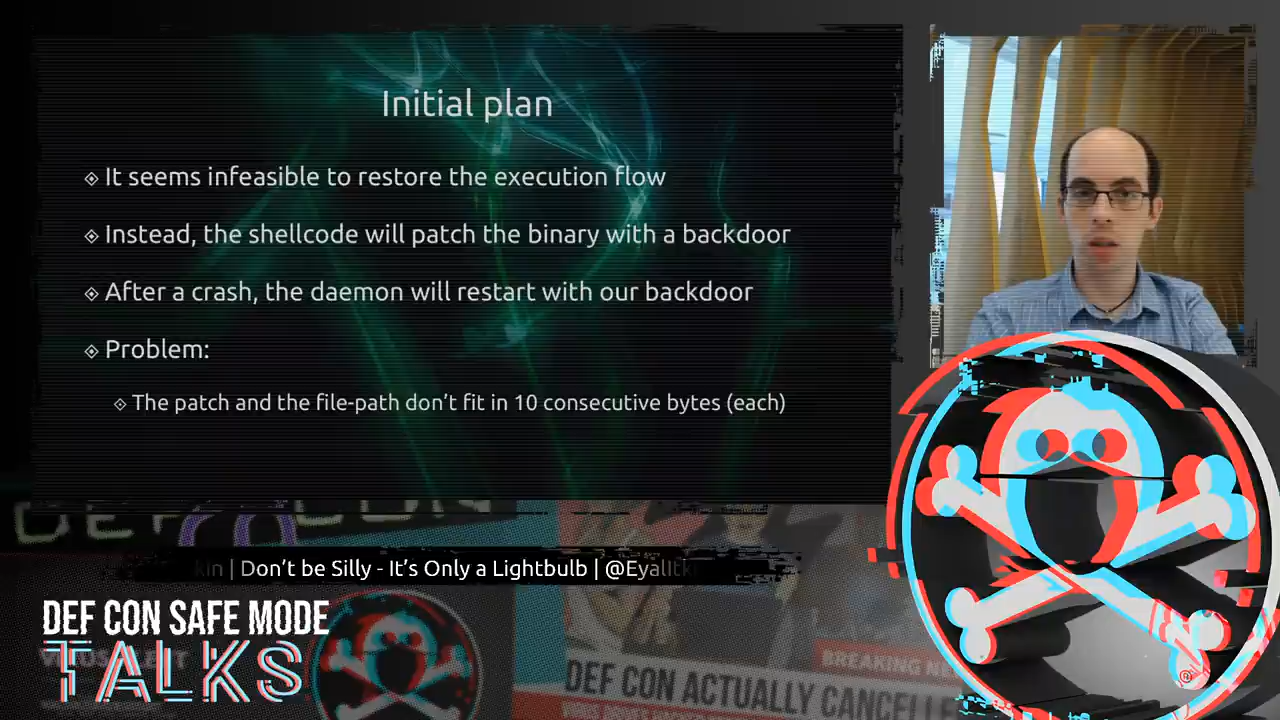 Initial plan
It seems infeasible to restore the execution flow
Instead, the shellcode will patch the binary with a backdoor
After a crash, the daemon will restart with our backdoor
Problem:
The patch and the file-path don't fit in 10 consecutive bytes (each)
kin | Don't be Silly - It's Only a Lightbulb | @EyalItki
DEF CON SAFE MODE
TALKS
BREAKING NE
DEF CON ACTUALLY CANCELLE
®